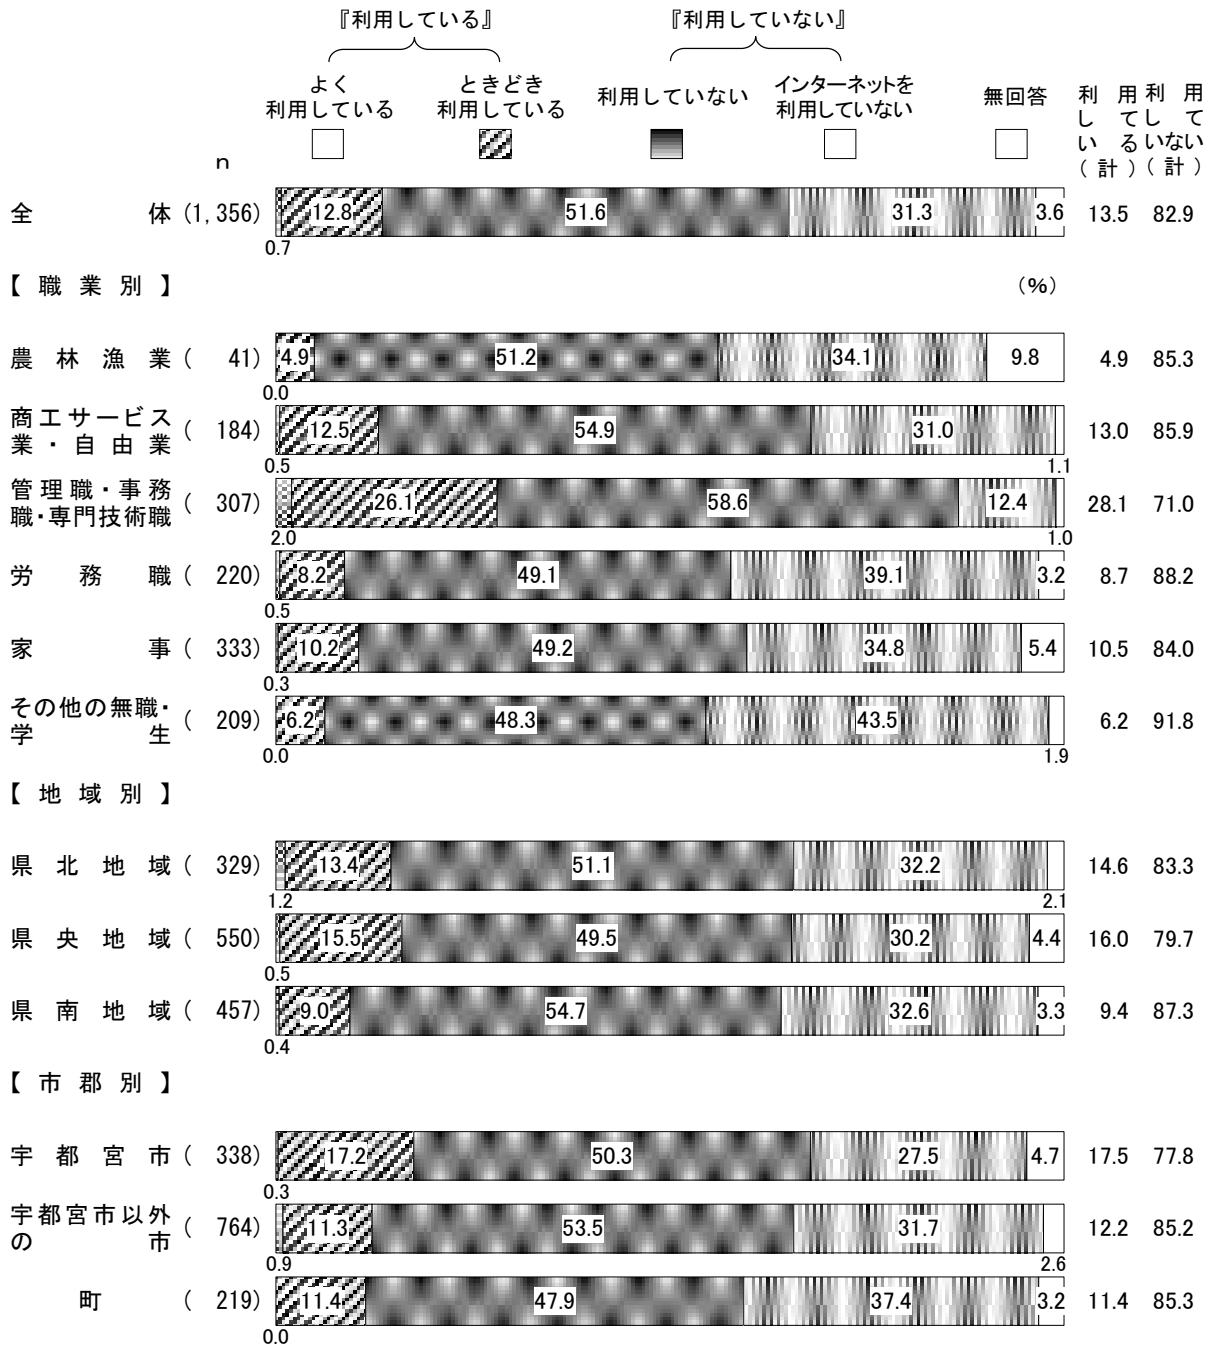 『利用している』 『利用していない』
よく ときどき インターネットを
利用している 利用している 利用していない 利用していない 無回答
利用している(計) 利用していない(計)
n
全体 (1,356) 12.8 51.6 31.3 3.6 13.5 82.9
0.7
【職業別】 (%)
農林漁業 ( 41) 4.9 51.2 34.1 9.8 4.9 85.3
0.0
商工サービス
業・自由業 ( 184) 12.5 54.9 31.0 13.0 85.9
0.5 1.1
管理職・事務
職・専門技術職 ( 307) 26.1 58.6 12.4 28.1 71.0
2.0 1.0
労務職 ( 220) 8.2 49.1 39.1 3.2 8.7 88.2
0.5
家事 ( 333) 10.2 49.2 34.8 5.4 10.5 84.0
0.3
その他の無職・
学生 ( 209) 6.2 48.3 43.5 6.2 91.8
0.0 1.9
【地域別】
県北地域 ( 329) 13.4 51.1 32.2 14.6 83.3
1.2 2.1
県央地域 ( 550) 15.5 49.5 30.2 4.4 16.0 79.7
0.5
県南地域 ( 457) 9.0 54.7 32.6 3.3 9.4 87.3
0.4
【市郡別】
宇都宮市 ( 338) 17.2 50.3 27.5 4.7 17.5 77.8
0.3
宇都宮市以外
の市 ( 764) 11.3 53.5 31.7 12.2 85.2
0.9 2.6
町 ( 219) 11.4 47.9 37.4 3.2 11.4 85.3
0.0